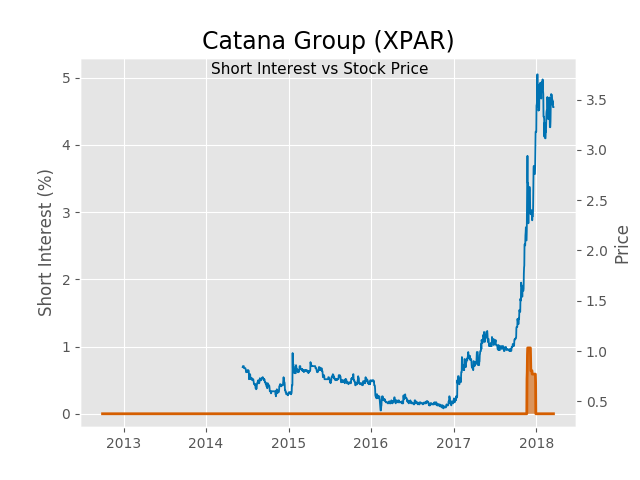 Catana Group (XPAR)
Short Interest vs Stock Price
Short Interest (%)
Price
5
4
3
2
1
0
3.5
3.0
2.5
2.0
1.5
1.0
0.5
2013 2014 2015 2016 2017 2018